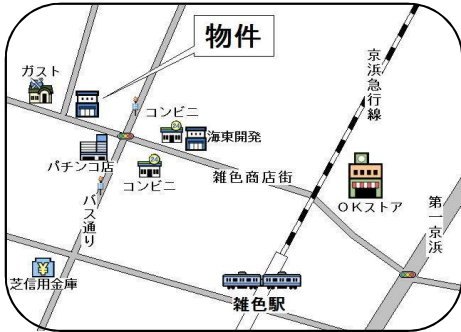 物件
ガスト
コンビニ
海東開発
パチンコ店
コンビニ
雑色商店街
バス通り
京浜急行線
OKストア
第一京浜
芝信用金庫
雑色駅
24
24
¥